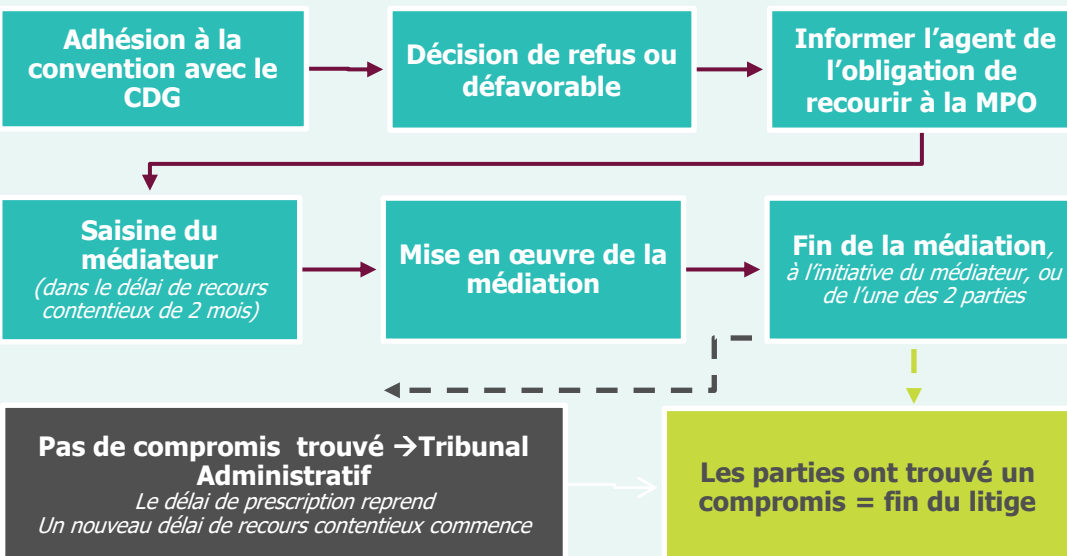 Adhésion à la
convention avec le
CDG
Décision de refus ou
défavorable
Informer l’agent de
l’obligation de
recourir à la MPO
Saisine du
médiateur
(dans le délai de recours
contentieux de 2 mois)
Mise en œuvre de la
médiation
Fin de la médiation,
à l’initiative du médiateur, ou
de l’une des 2 parties
Pas de compromis trouvé →Tribunal
Administratif
Le délai de prescription reprend
Un nouveau délai de recours contentieux commence
Les parties ont trouvé un
compromis = fin du litige